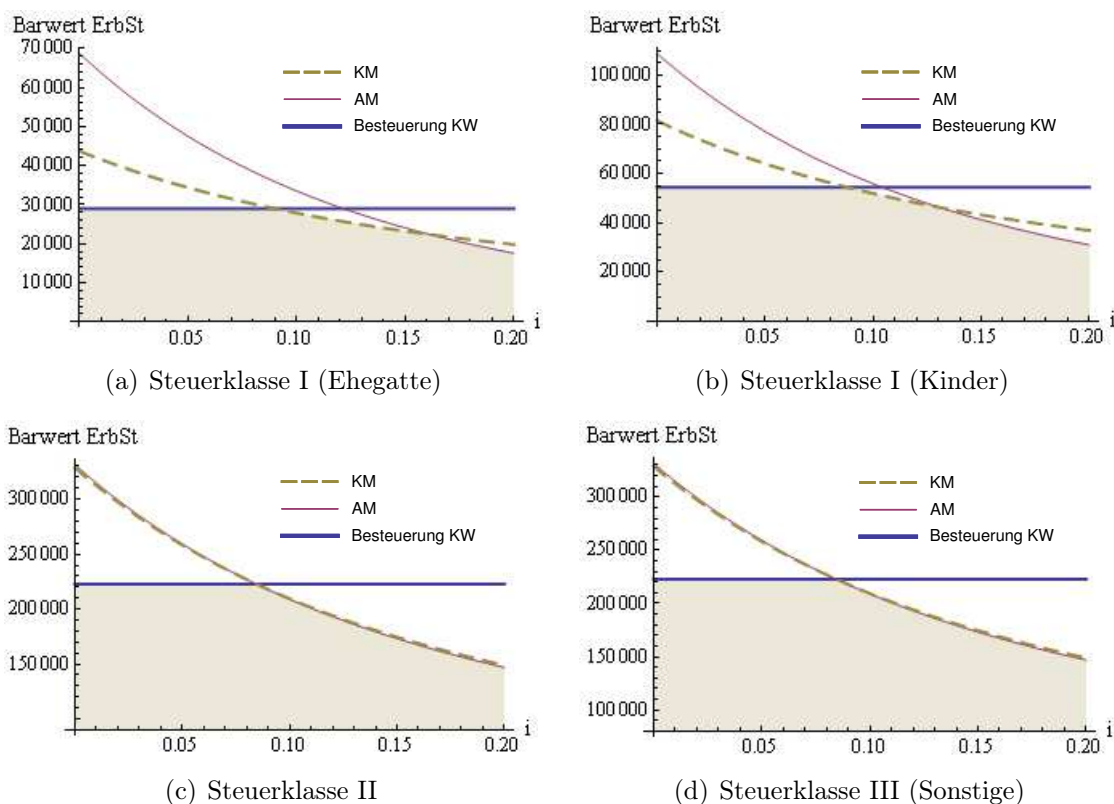 Barwert ErbSt
70 000
60 000
50 000
40 000
30 000
20 000
10 000
0.05
0.10
0.15
0.20
i
KM
AM
Besteuerung KW
(a) Steuerklasse I (Ehegatte)
Barwert ErbSt
100 000
80 000
60 000
40 000
20 000
0.05
0.10
0.15
0.20
i
KM
AM
Besteuerung KW
(b) Steuerklasse I (Kinder)
Barwert ErbSt
300 000
250 000
200 000
150 000
0.05
0.10
0.15
0.20
i
KM
AM
Besteuerung KW
(c) Steuerklasse II
Barwert ErbSt
300 000
250 000
200 000
150 000
100 000
0.05
0.10
0.15
0.20
i
KM
AM
Besteuerung KW
(d) Steuerklasse III (Sonstige)